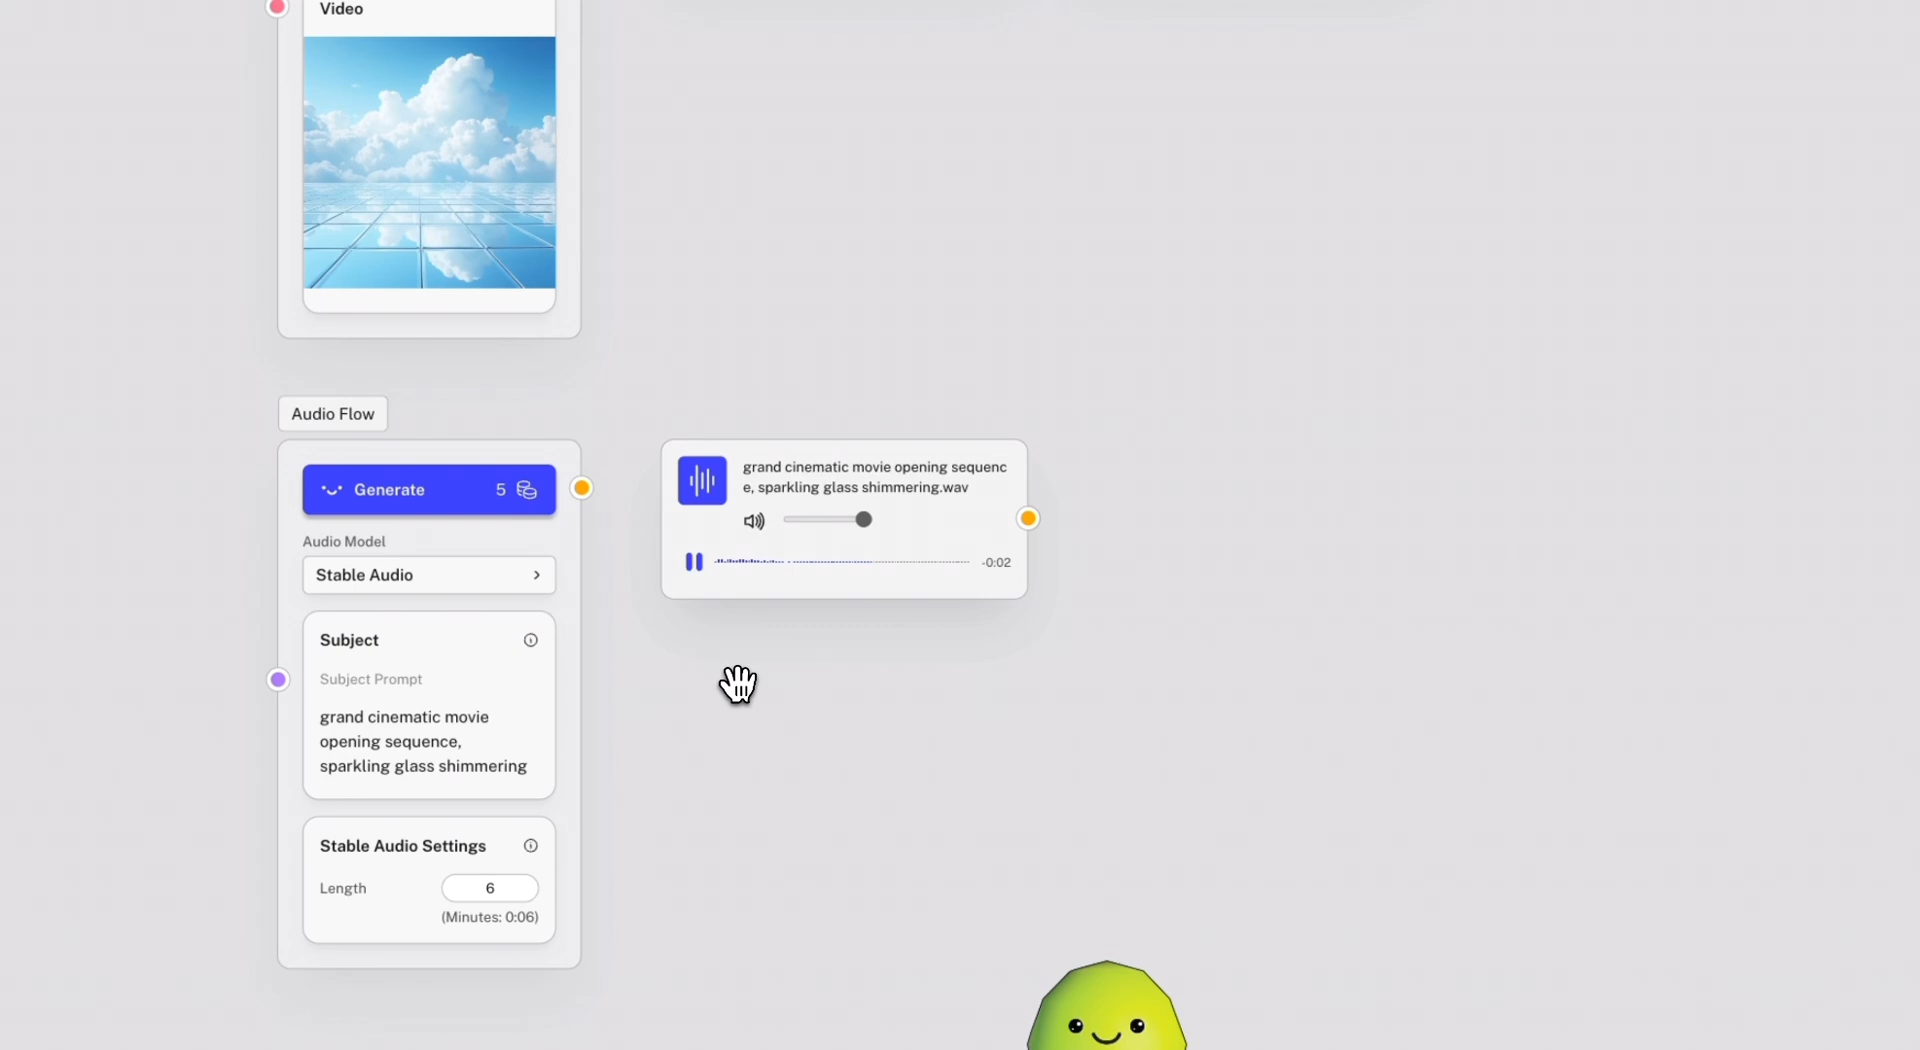 Video
Audio Flow
Generate
5
Audio Model
Stable Audio
Subject
Subject Prompt
grand cinematic movie
opening sequence,
sparkling glass shimmering
Stable Audio Settings
Length
6
(Minutes: 0:06)
grand cinematic movie opening sequenc
e, sparkling glass shimmering.wav
-0:02